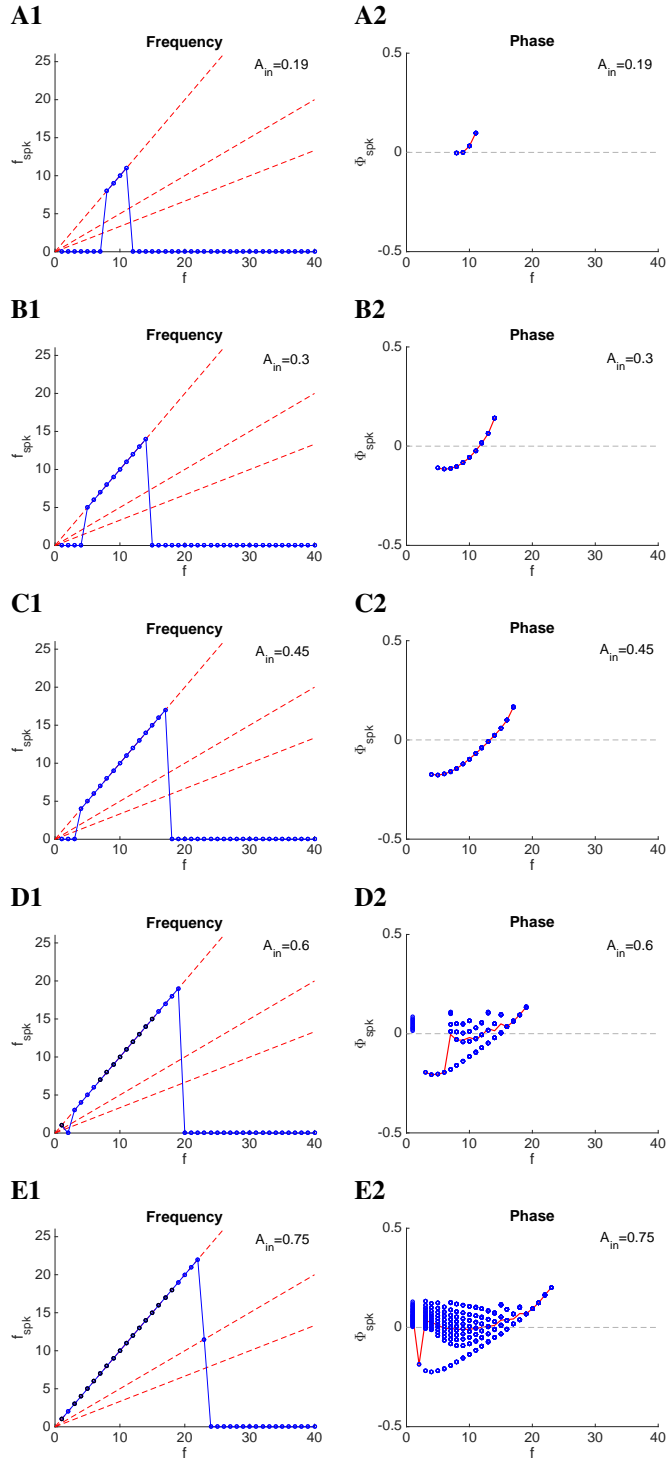 A1
Frequency
A_in=0.19
25
20
15
10
5
0
f_spk
0 10 20 30 40
f
A2
Phase
A_in=0.19
0.5
0
-0.5
Φ_spk
0 10 20 30 40
f
B1
Frequency
A_in=0.3
25
20
15
10
5
0
f_spk
0 10 20 30 40
f
B2
Phase
A_in=0.3
0.5
0
-0.5
Φ_spk
0 10 20 30 40
f
C1
Frequency
A_in=0.45
25
20
15
10
5
0
f_spk
0 10 20 30 40
f
C2
Phase
A_in=0.45
0.5
0
-0.5
Φ_spk
0 10 20 30 40
f
D1
Frequency
A_in=0.6
25
20
15
10
5
0
f_spk
0 10 20 30 40
f
D2
Phase
A_in=0.6
0.5
0
-0.5
Φ_spk
0 10 20 30 40
f
E1
Frequency
A_in=0.75
25
20
15
10
5
0
f_spk
0 10 20 30 40
f
E2
Phase
A_in=0.75
0.5
0
-0.5
Φ_spk
0 10 20 30 40
f